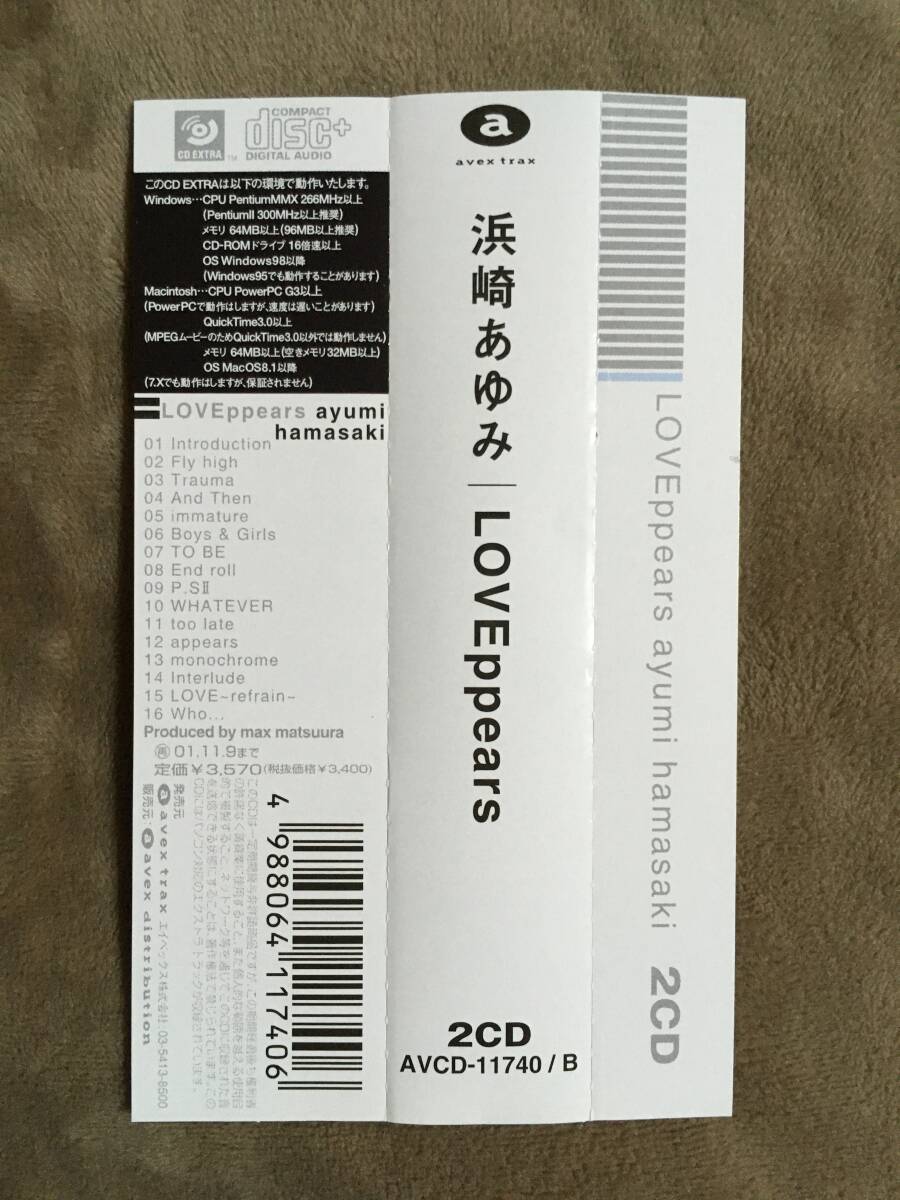 CD EXTRA
TM
COMPACT
disc+
DIGITAL AUDIO
このCD EXTRAは以下の環境で動作いたします。
Windows…CPU PentiumMMX 266MHz以上
(PentiumII 300MHz以上推奨)
メモリ 64MB以上(96MB以上推奨)
CD-ROMドライブ 16倍速以上
OS Windows98以降
(Windows95でも動作することがあります)
Macintosh…CPU PowerPC G3以上
(PowerPCで動作はしますが、速度は遅いことがあります)
QuickTime3.0以上
(MPEGムービーのためQuickTime3.0以外では動作しません)
メモリ 64MB以上(空きメモリ32MB以上)
OS MacOS8.1以降
(7.Xでも動作はしますが、保証されません)
LOVEppears ayumi
hamasaki
01 Introduction
02 Fly high
03 Trauma
04 And Then
05 immature
06 Boys & Girls
07 TO BE
08 End roll
09 P.SⅡ
10 WHATEVER
11 too late
12 appears
13 monochrome
14 Interlude
15 LOVE~refrain~
16 Who...
Produced by max matsuura
再 01.11.9まで
定価¥3,570(税抜価格¥3,400)
発売元
a avex trax エイベックス株式会社 03-5413-8500
販売元: a avex distribution
4 988064 117406
a
avex trax
浜崎あゆみ│LOVEppears
2CD
AVCD-11740 / B
LOVEppears ayumi hamasaki 2CD